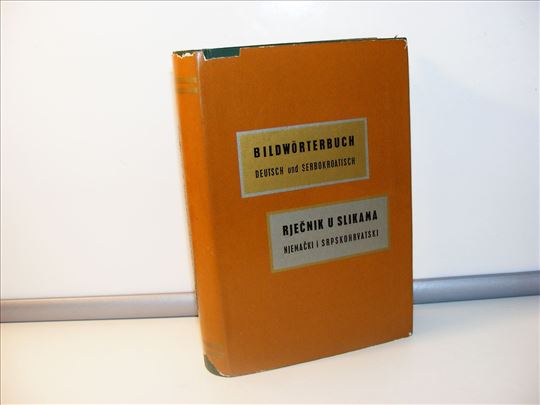 BILDWÖRTERBUCH
DEUTSCH und SERBOKROATISCH
RJEČNIK U SLIKAMA
NJEMAČKI i SRPSKOHRVATSKI